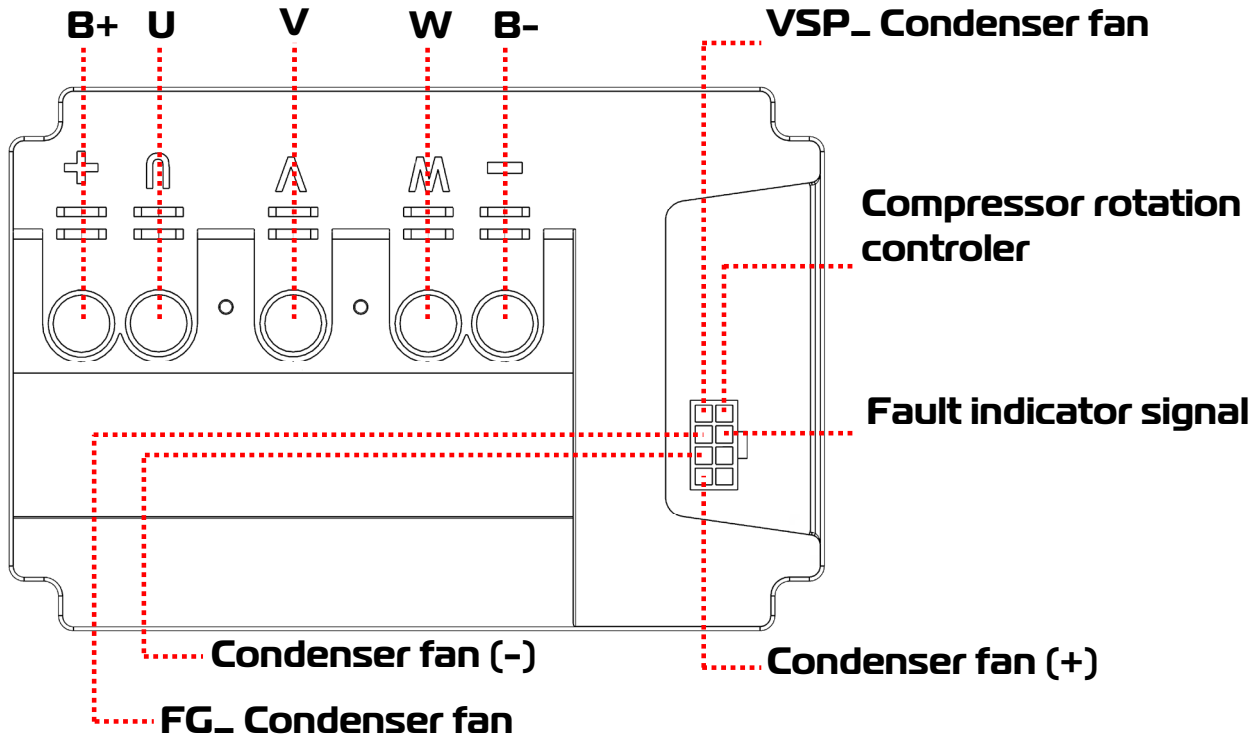 B+ U V W B-
VSP_ Condenser fan
+ U V W -
Compressor rotation
controler
Fault indicator signal
Condenser fan (-)
Condenser fan (+)
FG_ Condenser fan